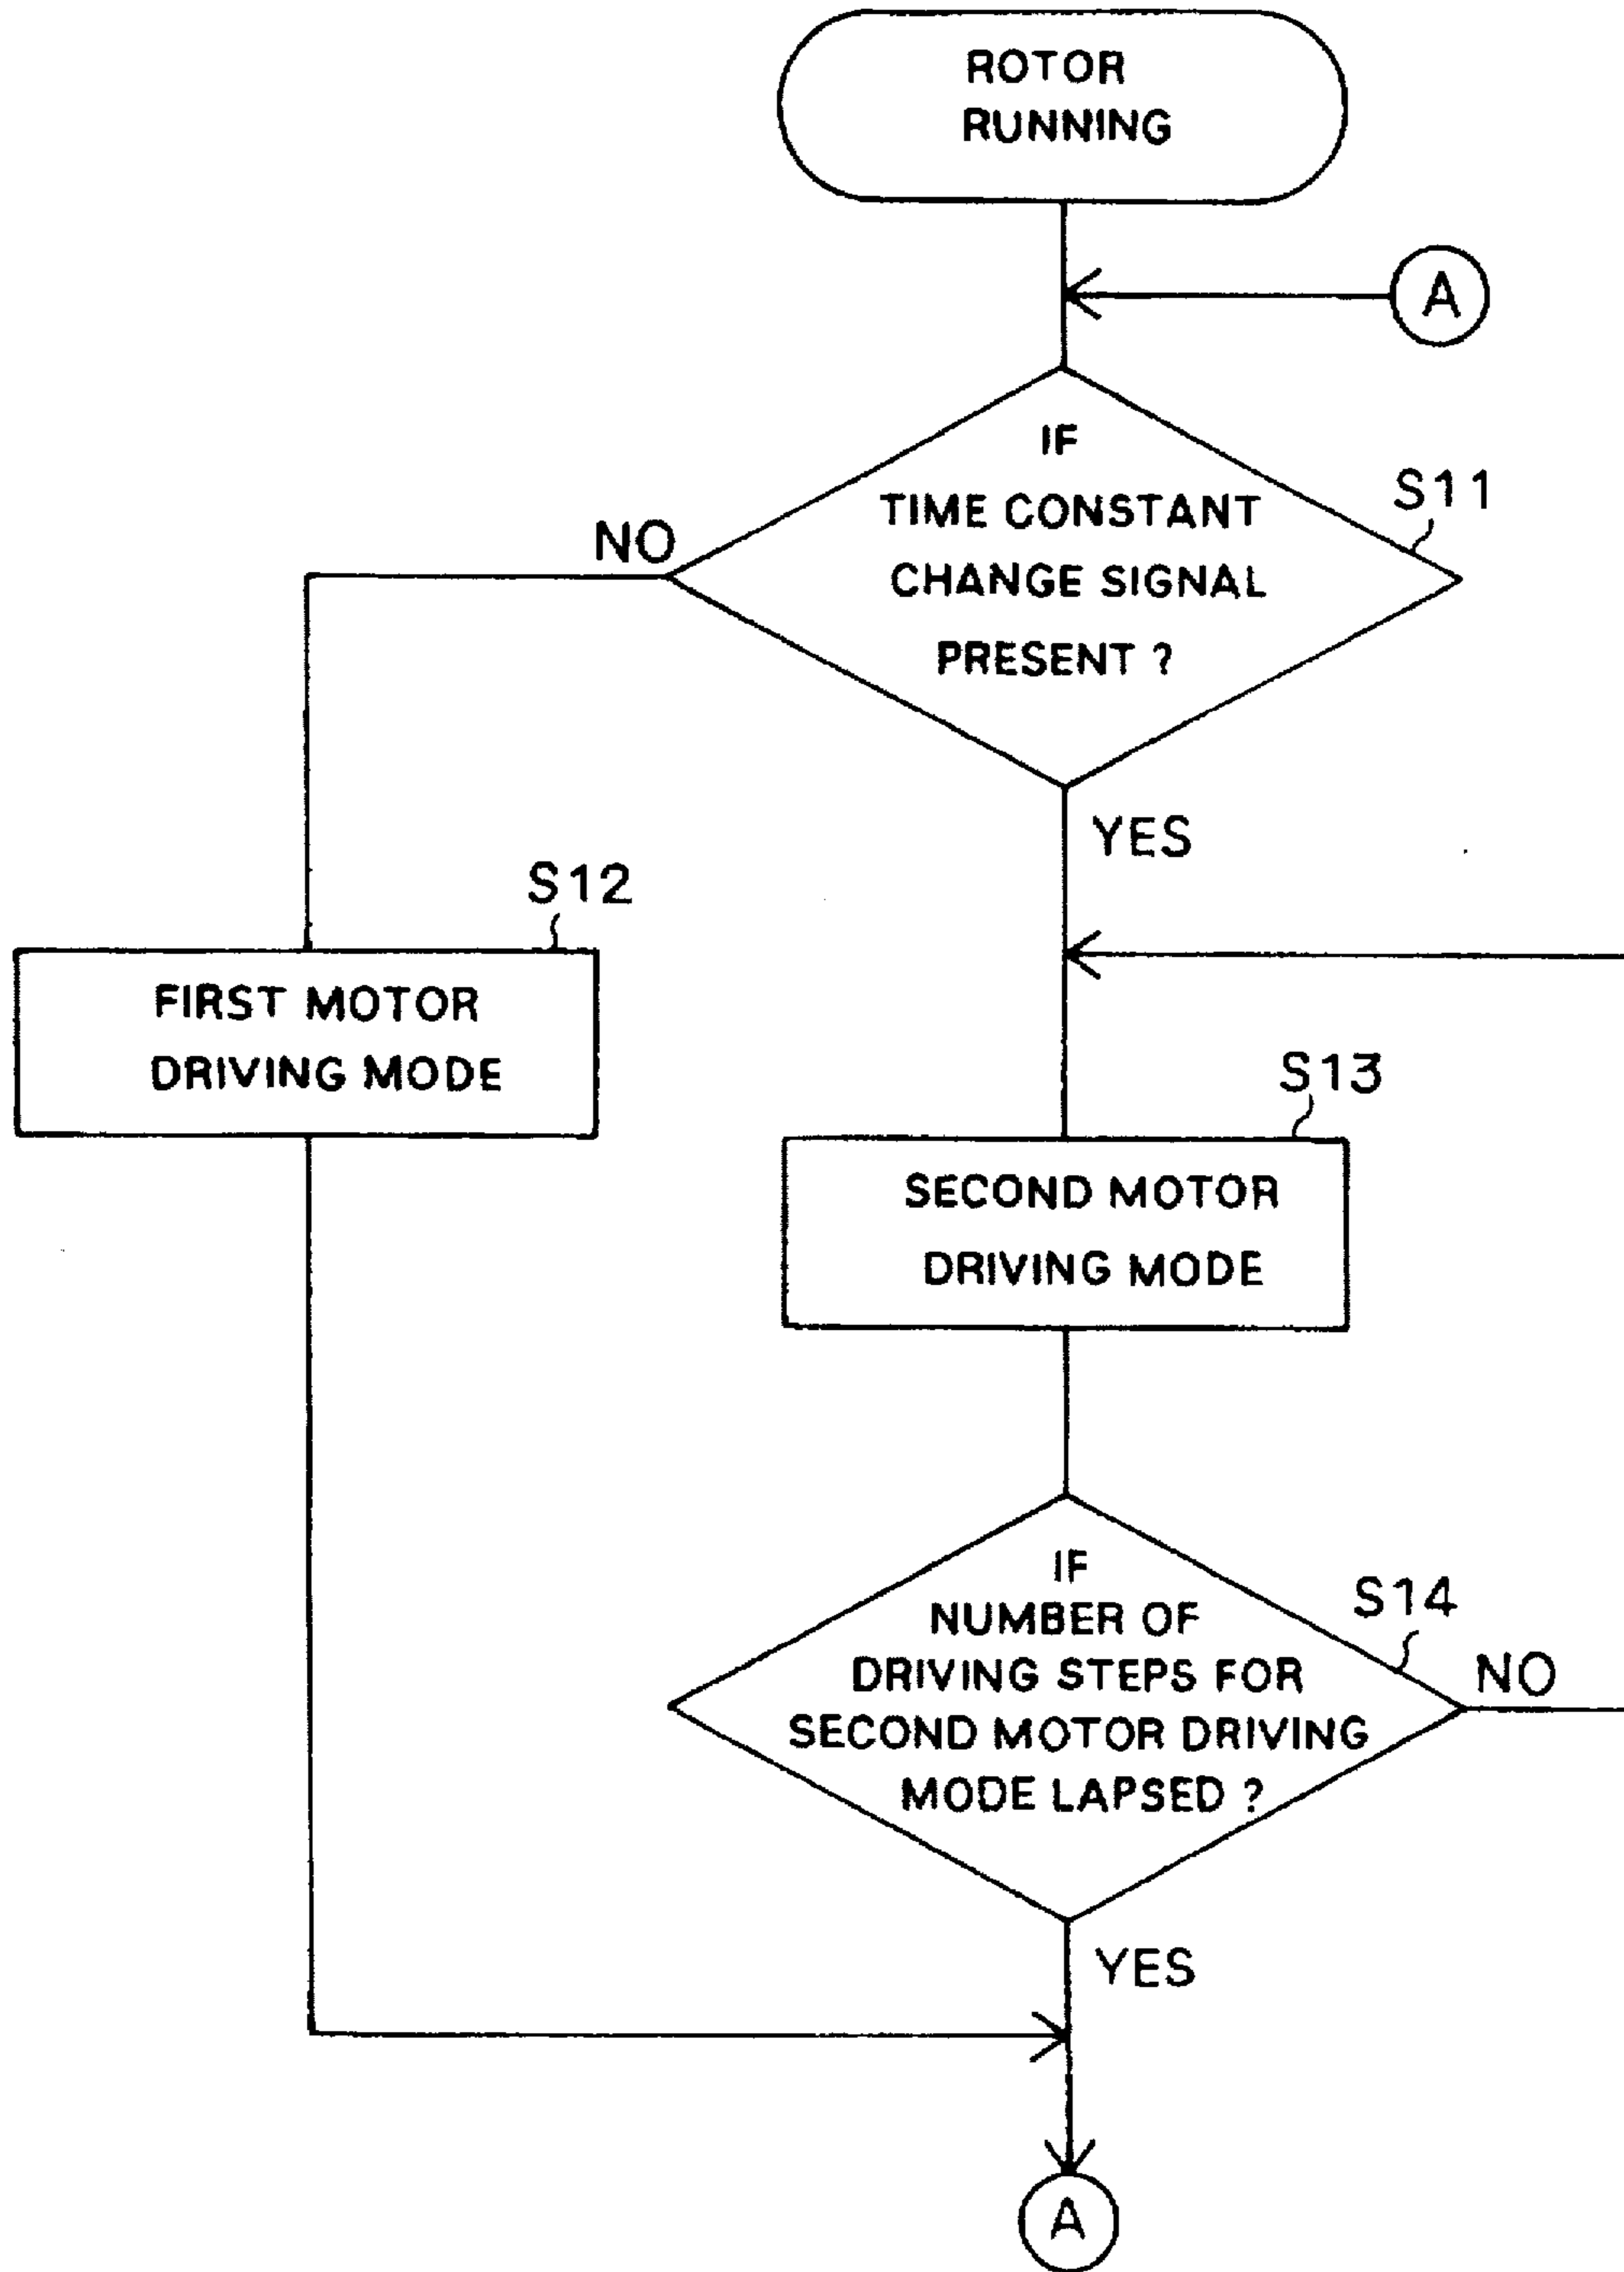 ROTOR
RUNNING
A
IF
TIME CONSTANT
CHANGE SIGNAL
PRESENT ?
S11
NO
YES
S12
FIRST MOTOR
DRIVING MODE
S13
SECOND MOTOR
DRIVING MODE
IF
NUMBER OF
DRIVING STEPS FOR
SECOND MOTOR DRIVING
MODE LAPSED ?
S14
NO
YES
A